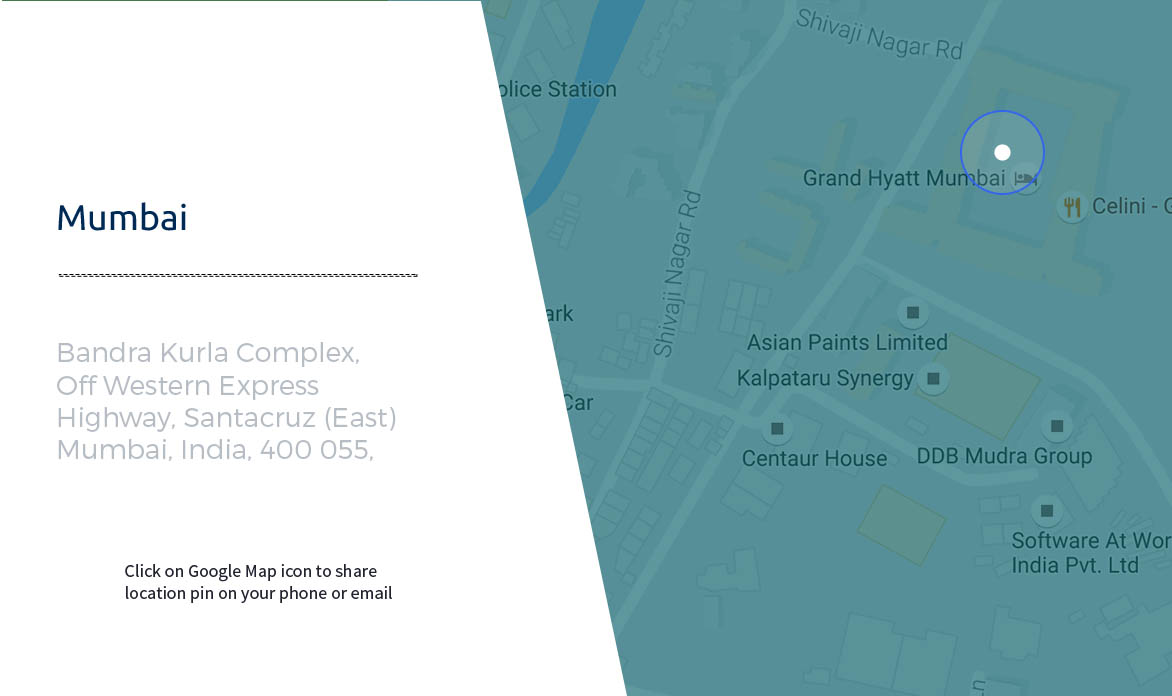 Mumbai
Bandra Kurla Complex,
Off Western Express
Highway, Santacruz (East)
Mumbai, India, 400 055,
Click on Google Map icon to share
location pin on your phone or email
Shivaji Nagar Rd
olice Station
Grand Hyatt Mumbai
Celini - G
Shivaji Nagar Rd
ark
Asian Paints Limited
Kalpataru Synergy
Car
Centaur House
DDB Mudra Group
Software At Wor
India Pvt. Ltd
Ln